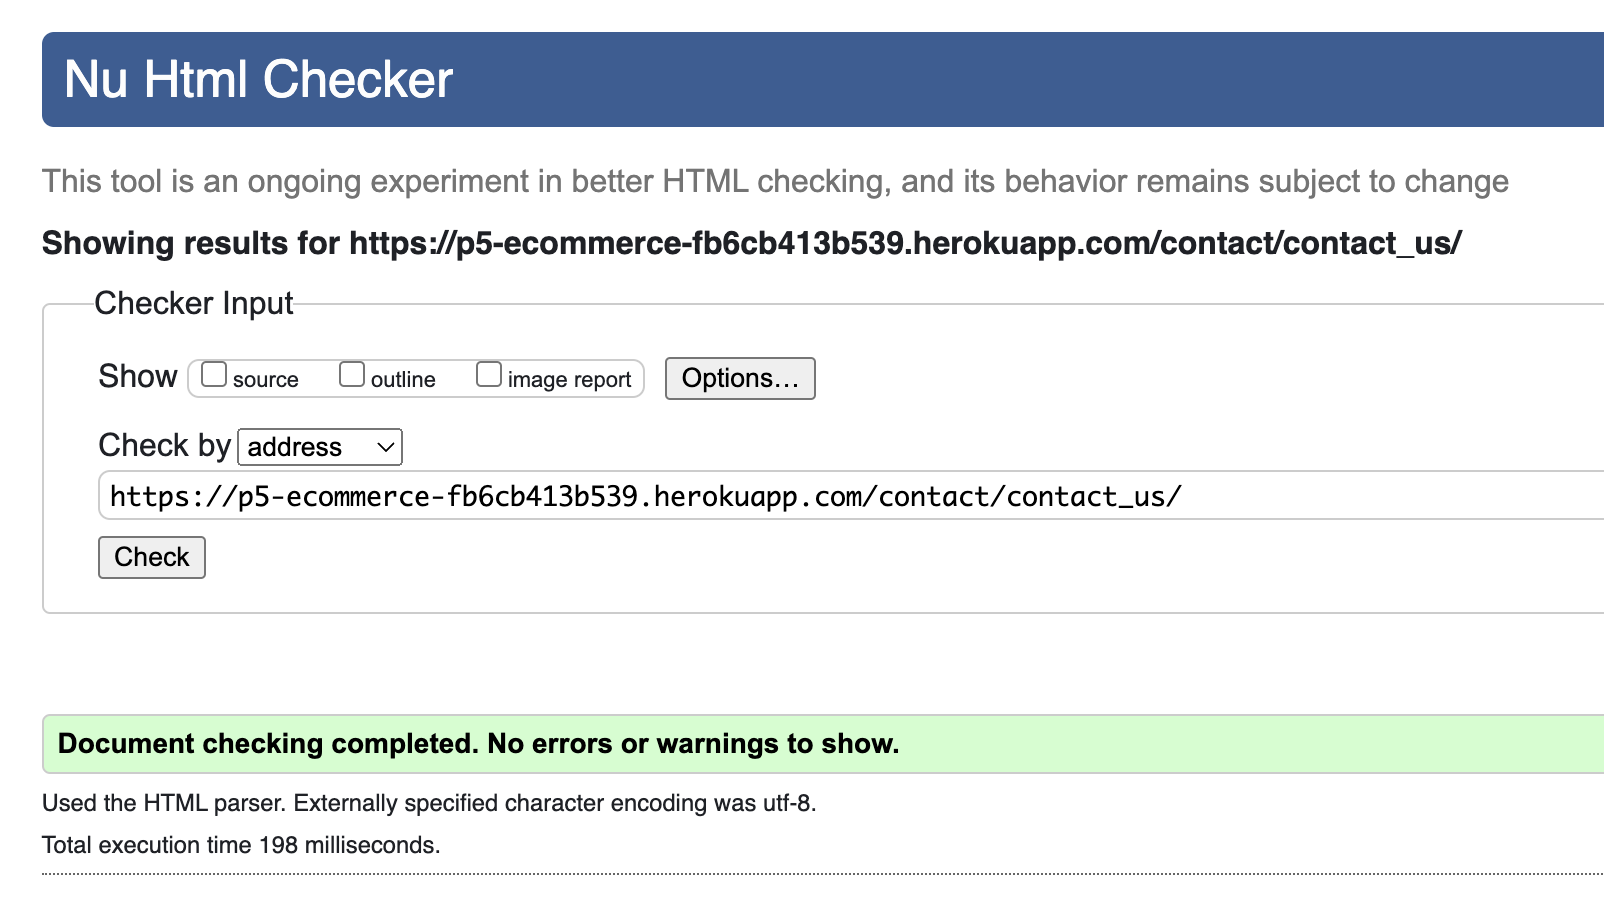 Nu Html Checker
This tool is an ongoing experiment in better HTML checking, and its behavior remains subject to change
Showing results for https://p5-ecommerce-fb6cb413b539.herokuapp.com/contact/contact_us/
Checker Input
Show source outline image report Options...
Check by address
https://p5-ecommerce-fb6cb413b539.herokuapp.com/contact/contact_us/
Check
Document checking completed. No errors or warnings to show.
Used the HTML parser. Externally specified character encoding was utf-8.
Total execution time 198 milliseconds.